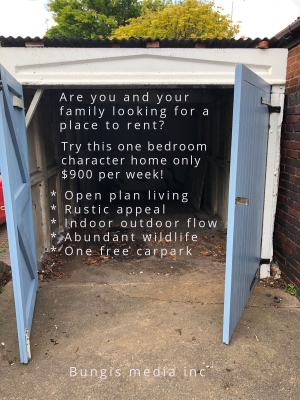 Are you and your
family looking for a
place to rent?
Try this one bedroom
character home only
$900 per week!
* Open plan living
* Rustic appeal
* Indoor outdoor flow
* Abundant wildlife
* One free carpark
Bungis media inc